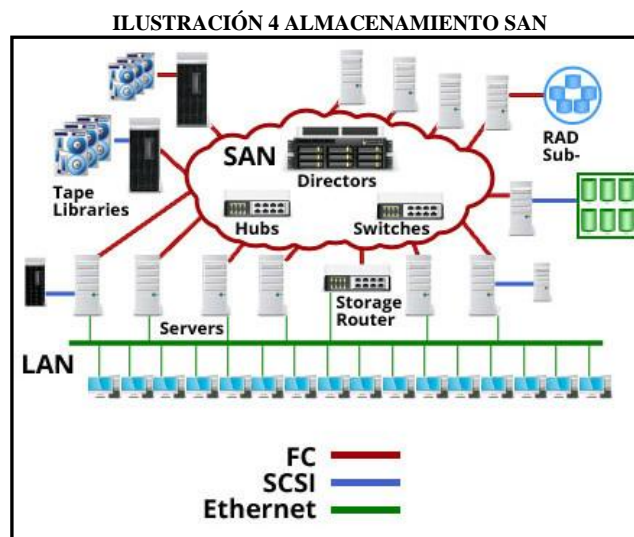 ILUSTRACIÓN 4 ALMACENAMIENTO SAN
SAN
Directors
RAD
Sub-
Tape
Libraries
Hubs
Switches
Servers
Storage
Router
LAN
FC
SCSI
Ethernet